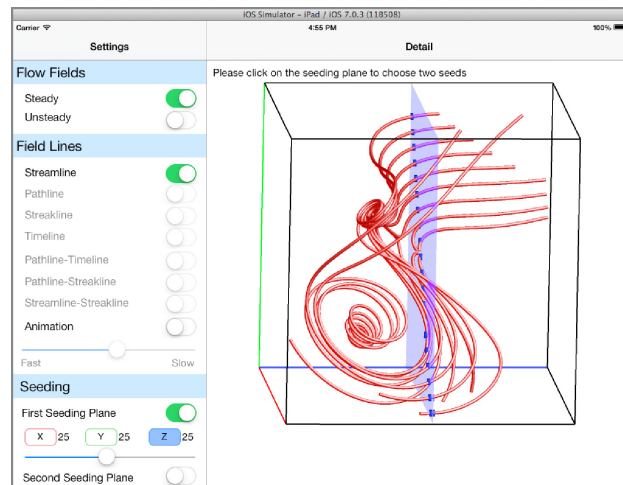 iOS Simulator - iPad / iOS 7.0.3 (11B508)
Carrier 4:55 PM 100%
Settings Detail
Flow Fields
Steady
Unsteady
Field Lines
Streamline
Pathline
Streakline
Timeline
Pathline-Timeline
Pathline-Streakline
Streamline-Streakline
Animation
Fast Slow
Seeding
First Seeding Plane
X 25 Y 25 Z 25
Second Seeding Plane
Please click on the seeding plane to choose two seeds